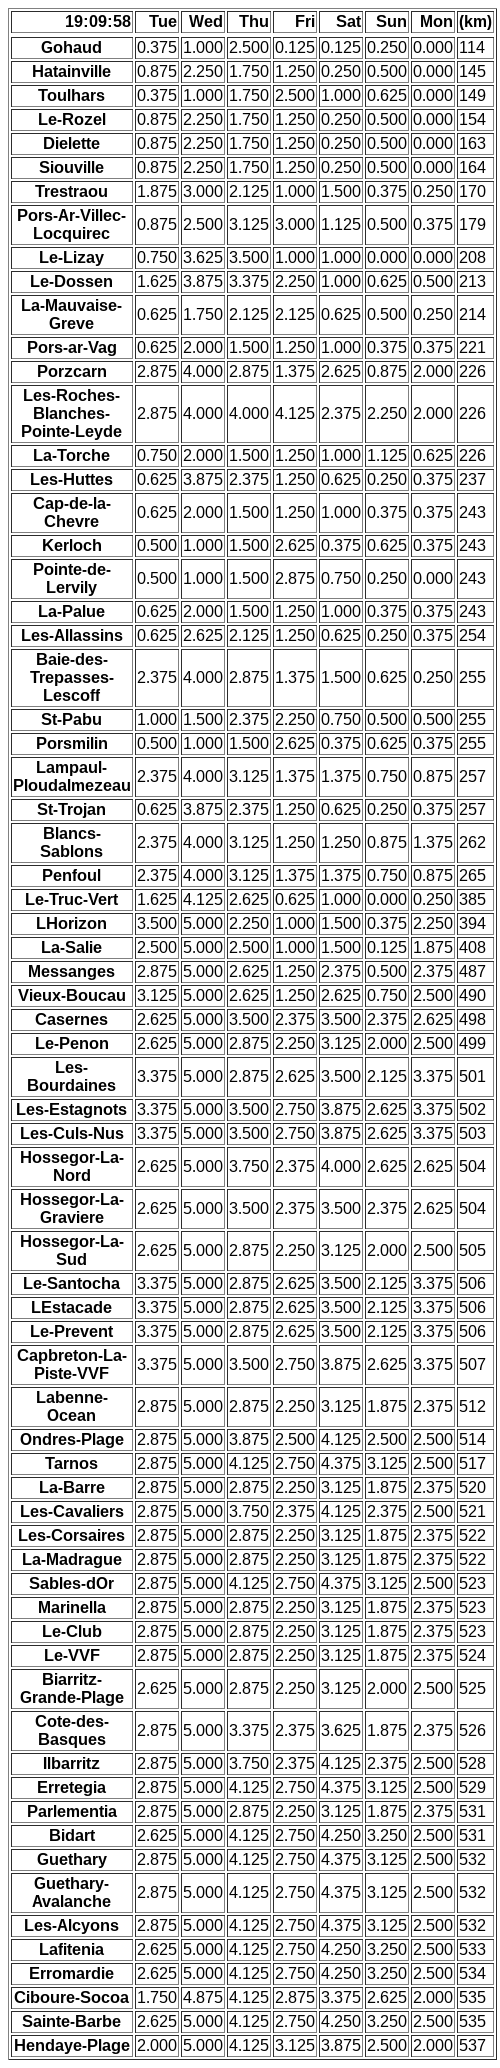 19:09:58 Tue Wed Thu Fri Sat Sun Mon (km)
Gohaud 0.375 1.000 2.500 0.125 0.125 0.250 0.000 114
Hatainville 0.875 2.250 1.750 1.250 0.250 0.500 0.000 145
Toulhars 0.375 1.000 1.750 2.500 1.000 0.625 0.000 149
Le-Rozel 0.875 2.250 1.750 1.250 0.250 0.500 0.000 154
Dielette 0.875 2.250 1.750 1.250 0.250 0.500 0.000 163
Siouville 0.875 2.250 1.750 1.250 0.250 0.500 0.000 164
Trestraou 1.875 3.000 2.125 1.000 1.500 0.375 0.250 170
Pors-Ar-Villec-
Locquirec 0.875 2.500 3.125 3.000 1.125 0.500 0.375 179
Le-Lizay 0.750 3.625 3.500 1.000 1.000 0.000 0.000 208
Le-Dossen 1.625 3.875 3.375 2.250 1.000 0.625 0.500 213
La-Mauvaise-
Greve 0.625 1.750 2.125 2.125 0.625 0.500 0.250 214
Pors-ar-Vag 0.625 2.000 1.500 1.250 1.000 0.375 0.375 221
Porzcarn 2.875 4.000 2.875 1.375 2.625 0.875 2.000 226
Les-Roches-
Blanches- 2.875 4.000 4.000 4.125 2.375 2.250 2.000 226
Pointe-Leyde
La-Torche 0.750 2.000 1.500 1.250 1.000 1.125 0.625 226
Les-Huttes 0.625 3.875 2.375 1.250 0.625 0.250 0.375 237
Cap-de-la-
Chevre 0.625 2.000 1.500 1.250 1.000 0.375 0.375 243
Kerloch 0.500 1.000 1.500 2.625 0.375 0.625 0.375 243
Pointe-de-
Lervily 0.500 1.000 1.500 2.875 0.750 0.250 0.000 243
La-Palue 0.625 2.000 1.500 1.250 1.000 0.375 0.375 243
Les-Allassins 0.625 2.625 2.125 1.250 0.625 0.250 0.375 254
Baie-des-
Trepasses- 2.375 4.000 2.875 1.375 1.500 0.625 0.250 255
Lescoff
St-Pabu 1.000 1.500 2.375 2.250 0.750 0.500 0.500 255
Porsmilin 0.500 1.000 1.500 2.625 0.375 0.625 0.375 255
Lampaul-
Ploudalmezeau 2.375 4.000 3.125 1.375 1.375 0.750 0.875 257
St-Trojan 0.625 3.875 2.375 1.250 0.625 0.250 0.375 257
Blancs-
Sablons 2.375 4.000 3.125 1.250 1.250 0.875 1.375 262
Penfoul 2.375 4.000 3.125 1.375 1.375 0.750 0.875 265
Le-Truc-Vert 1.625 4.125 2.625 0.625 1.000 0.000 0.250 385
LHorizon 3.500 5.000 2.250 1.000 1.500 0.375 2.250 394
La-Salie 2.500 5.000 2.500 1.000 1.500 0.125 1.875 408
Messanges 2.875 5.000 2.625 1.250 2.375 0.500 2.375 487
Vieux-Boucau 3.125 5.000 2.625 1.250 2.625 0.750 2.500 490
Casernes 2.625 5.000 3.500 2.375 3.500 2.375 2.625 498
Le-Penon 2.625 5.000 2.875 2.250 3.125 2.000 2.500 499
Les-
Bourdaines 3.375 5.000 2.875 2.625 3.500 2.125 3.375 501
Les-Estagnots 3.375 5.000 3.500 2.750 3.875 2.625 3.375 502
Les-Culs-Nus 3.375 5.000 3.500 2.750 3.875 2.625 3.375 503
Hossegor-La-
Nord 2.625 5.000 3.750 2.375 4.000 2.625 2.625 504
Hossegor-La-
Graviere 2.625 5.000 3.500 2.375 3.500 2.375 2.625 504
Hossegor-La-
Sud 2.625 5.000 2.875 2.250 3.125 2.000 2.500 505
Le-Santocha 3.375 5.000 2.875 2.625 3.500 2.125 3.375 506
LEstacade 3.375 5.000 2.875 2.625 3.500 2.125 3.375 506
Le-Prevent 3.375 5.000 2.875 2.625 3.500 2.125 3.375 506
Capbreton-La-
Piste-VVF 3.375 5.000 3.500 2.750 3.875 2.625 3.375 507
Labenne-
Ocean 2.875 5.000 2.875 2.250 3.125 1.875 2.375 512
Ondres-Plage 2.875 5.000 3.875 2.500 4.125 2.500 2.500 514
Tarnos 2.875 5.000 4.125 2.750 4.375 3.125 2.500 517
La-Barre 2.875 5.000 2.875 2.250 3.125 1.875 2.375 520
Les-Cavaliers 2.875 5.000 3.750 2.375 4.125 2.375 2.500 521
Les-Corsaires 2.875 5.000 2.875 2.250 3.125 1.875 2.375 522
La-Madrague 2.875 5.000 2.875 2.250 3.125 1.875 2.375 522
Sables-dOr 2.875 5.000 4.125 2.750 4.375 3.125 2.500 523
Marinella 2.875 5.000 2.875 2.250 3.125 1.875 2.375 523
Le-Club 2.875 5.000 2.875 2.250 3.125 1.875 2.375 523
Le-VVF 2.875 5.000 2.875 2.250 3.125 1.875 2.375 524
Biarritz-
Grande-Plage 2.625 5.000 2.875 2.250 3.125 2.000 2.500 525
Cote-des-
Basques 2.875 5.000 3.375 2.375 3.625 1.875 2.375 526
Ilbarritz 2.875 5.000 3.750 2.375 4.125 2.375 2.500 528
Erretegia 2.875 5.000 4.125 2.750 4.375 3.125 2.500 529
Parlementia 2.875 5.000 2.875 2.250 3.125 1.875 2.375 531
Bidart 2.625 5.000 4.125 2.750 4.250 3.250 2.500 531
Guethary 2.875 5.000 4.125 2.750 4.375 3.125 2.500 532
Guethary-
Avalanche 2.875 5.000 4.125 2.750 4.375 3.125 2.500 532
Les-Alcyons 2.875 5.000 4.125 2.750 4.375 3.125 2.500 532
Lafitenia 2.625 5.000 4.125 2.750 4.250 3.250 2.500 533
Erromardie 2.625 5.000 4.125 2.750 4.250 3.250 2.500 534
Ciboure-Socoa 1.750 4.875 4.125 2.875 3.375 2.625 2.000 535
Sainte-Barbe 2.625 5.000 4.125 2.750 4.250 3.250 2.500 535
Hendaye-Plage 2.000 5.000 4.125 3.125 3.875 2.500 2.000 537